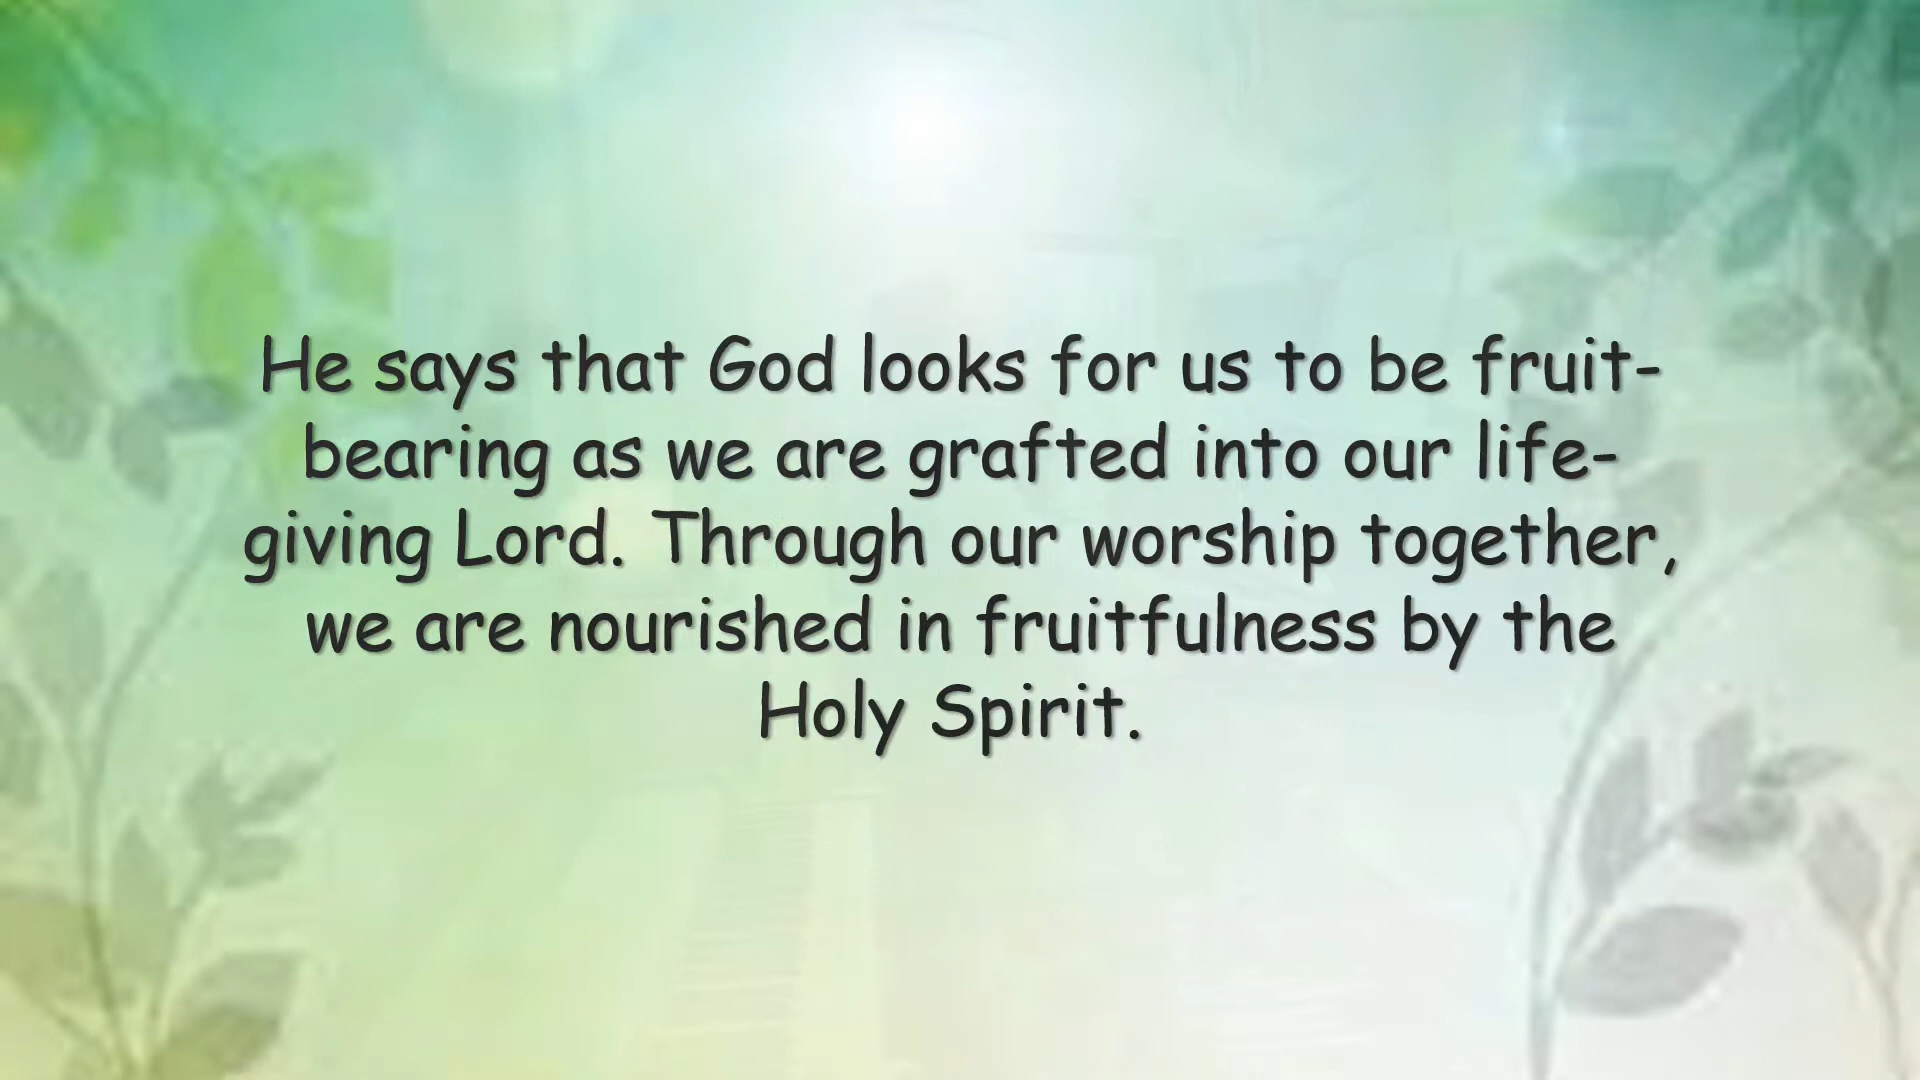 He says that God looks for us to be fruit-
bearing as we are grafted into our life-
giving Lord. Through our worship together,
we are nourished in fruitfulness by the
Holy Spirit.